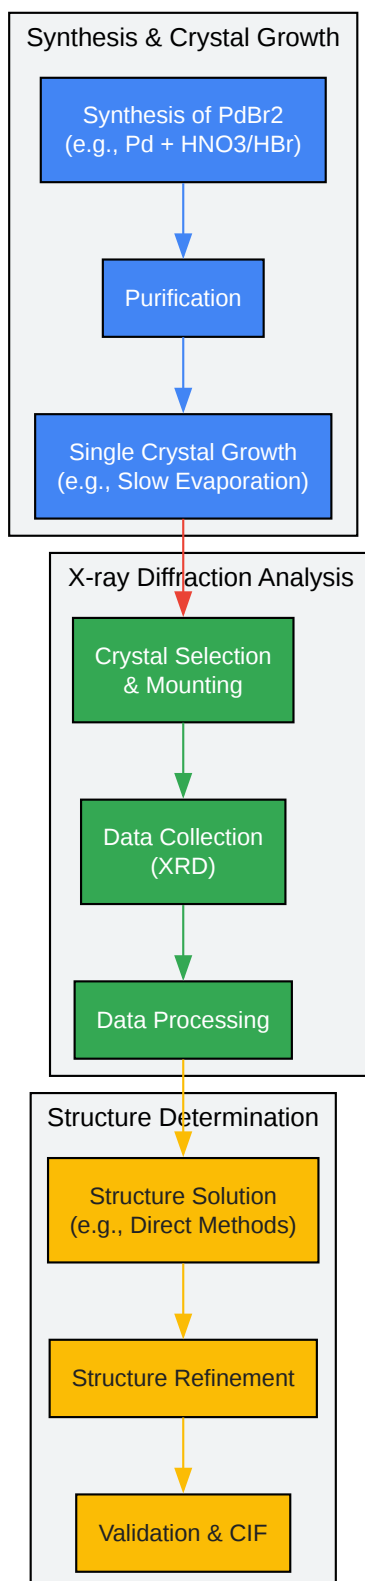 Synthesis & Crystal Growth
Synthesis of PdBr2
(e.g., Pd + HNO3/HBr)
Purification
Single Crystal Growth
(e.g., Slow Evaporation)
X-ray Diffraction Analysis
Crystal Selection
& Mounting
Data Collection
(XRD)
Data Processing
Structure Determination
Structure Solution
(e.g., Direct Methods)
Structure Refinement
Validation & CIF